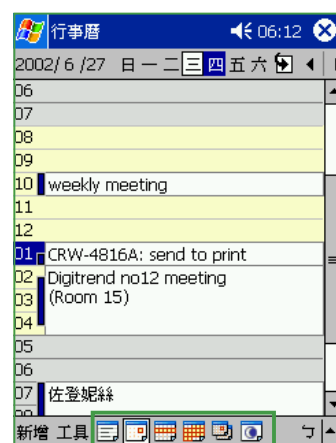 行事曆 06:12
2002/ 6 /27 日 一 二 三 四 五 六
06
07
08
09
10 weekly meeting
11
12
01 CRW-4816A: send to print
02 Digitrend no12 meeting
03 (Room 15)
04
05
06
07 佐登妮絲
新增 工具 ㄅ